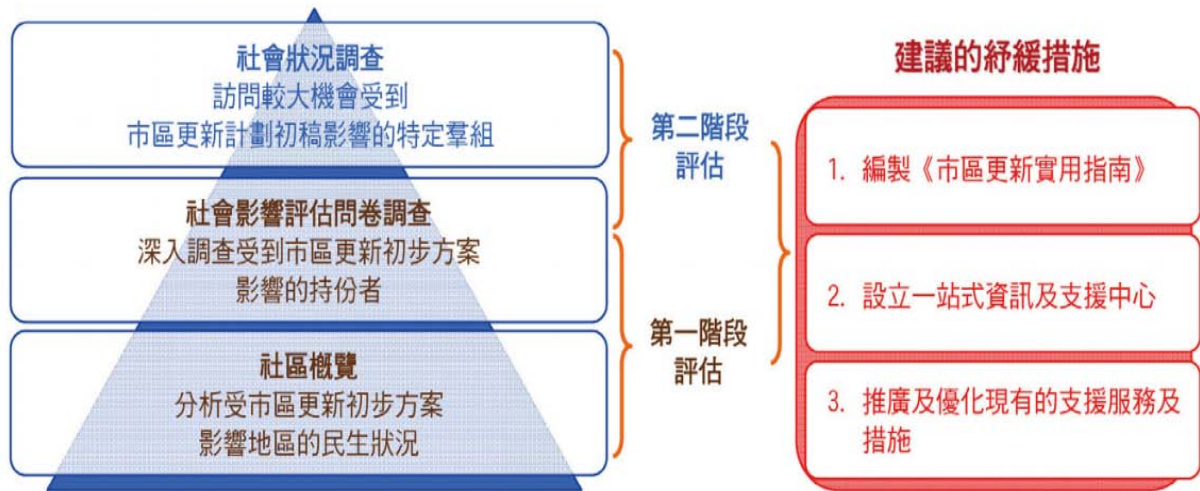 社會狀況調查
訪問較大機會受到
市區更新計劃初稿影響的特定羣組
社會影響評估問卷調查
深入調查受到市區更新初步方案
影響的持份者
社區概覽
分析受市區更新初步方案
影響地區的民生狀況
第二階段
評估
第一階段
評估
建議的紓緩措施
1. 編製《市區更新實用指南》
2. 設立一站式資訊及支援中心
3. 推廣及優化現有的支援服務及
措施